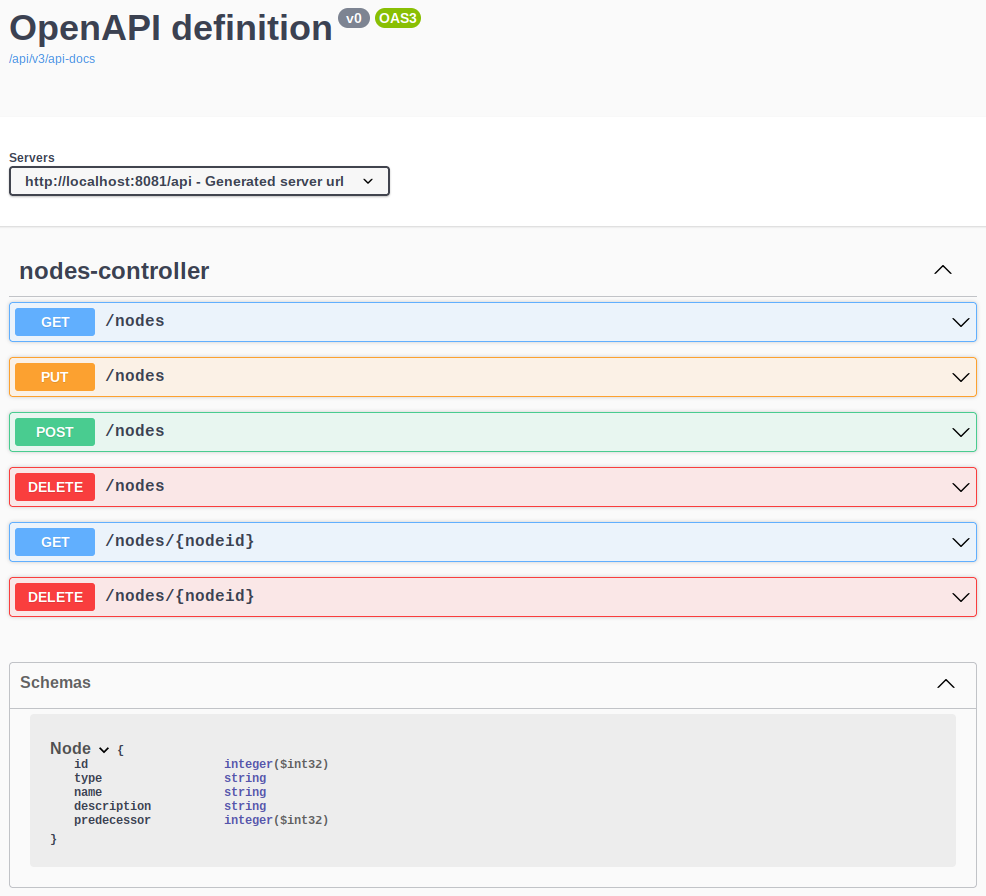 OpenAPI definition v0 OAS3
/api/v3/api-docs
Servers
http://localhost:8081/api - Generated server url
nodes-controller
GET /nodes
PUT /nodes
POST /nodes
DELETE /nodes
GET /nodes/{nodeid}
DELETE /nodes/{nodeid}
Schemas
Node {
id integer($int32)
type string
name string
description string
predecessor integer($int32)
}